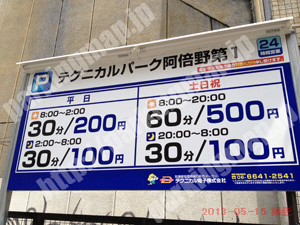 P テクニカルパーク阿倍野第1
24
時間営業
平日
8:00~2:00
30分/200円
2:00~8:00
30分/100円
土日祝
8:00~20:00
60分/500円
20:00~8:00
30分/100円
テクニカル電子株式会社
06-6641-2541
2013-05-15